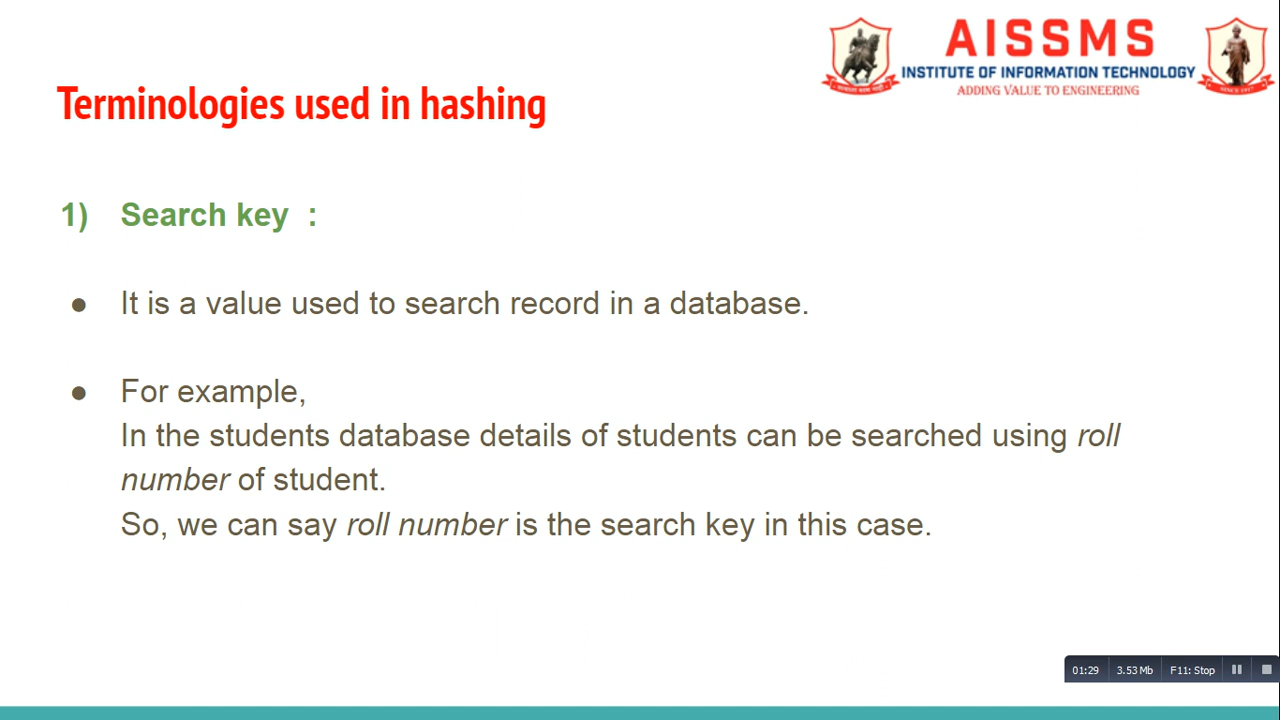 AISSMS
INSTITUTE OF INFORMATION TECHNOLOGY
ADDING VALUE TO ENGINEERING
Terminologies used in hashing
1) Search key :
● It is a value used to search record in a database.
● For example,
In the students database details of students can be searched using roll
number of student.
So, we can say roll number is the search key in this case.
01:29 3.53 Mb F11: Stop